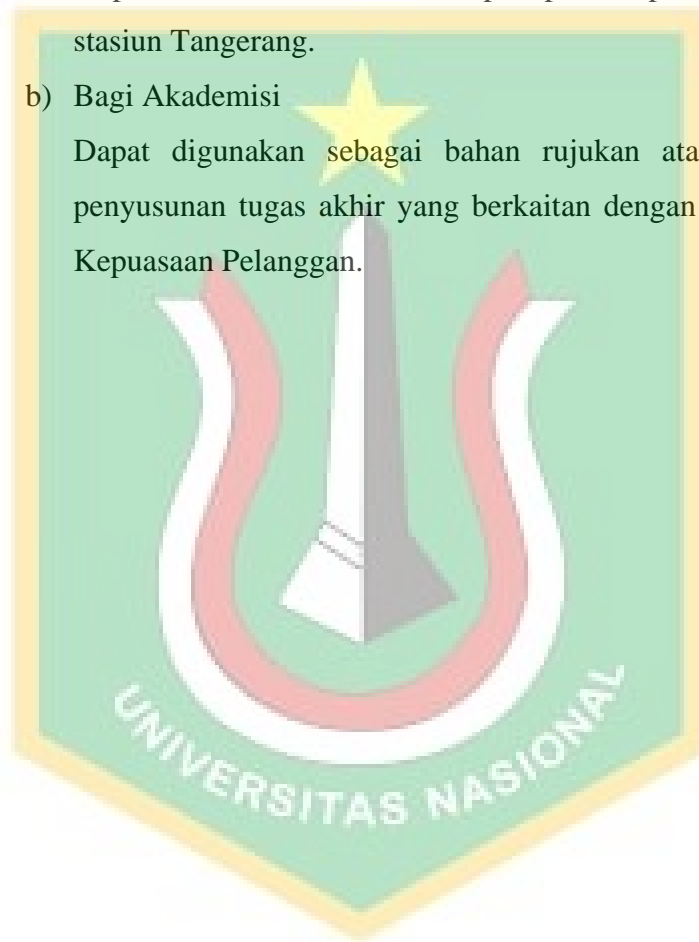 stasiun Tangerang.
b) Bagi Akademisi
Dapat digunakan sebagai bahan rujukan
penyusunan tugas akhir yang berkaitan dengan
Kepuasaan Pelanggan.
UNIVERSITAS NASIONAL